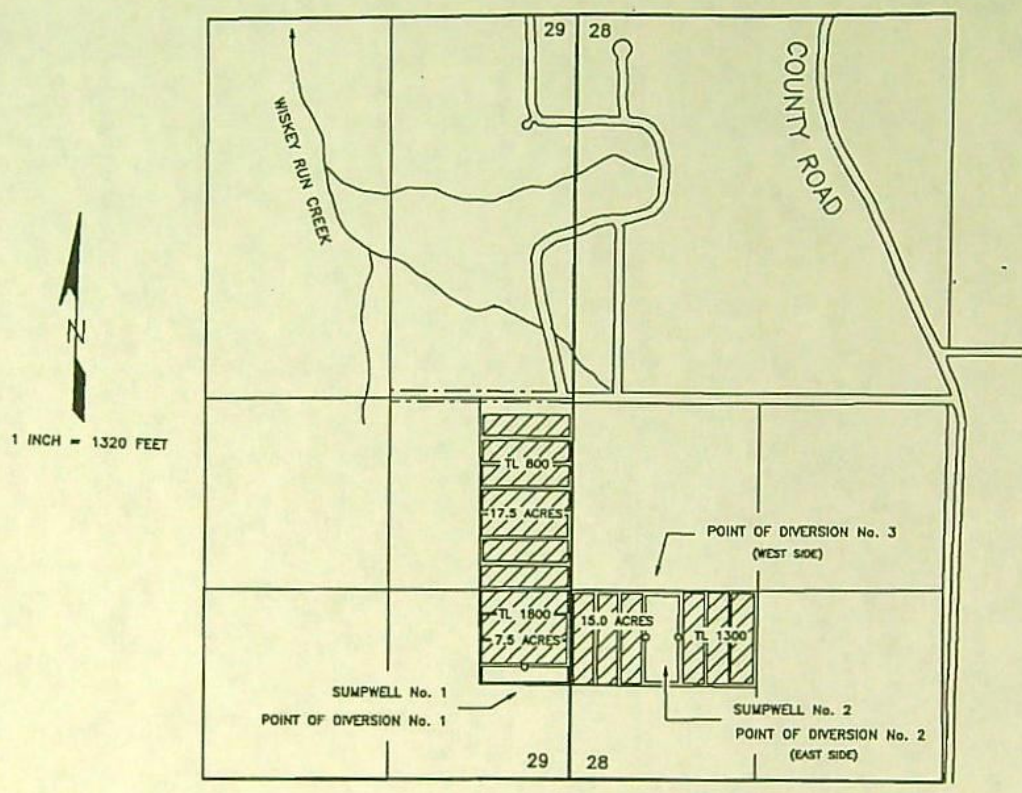 29 28
COUNTY ROAD
WISKEY RUN CREEK
N
1 INCH = 1320 FEET
TL 800
17.5 ACRES
POINT OF DIVERSION No. 3
(WEST SIDE)
TL 1800
7.5 ACRES
15.0 ACRES
TL 1300
SUMPWELL No. 1
POINT OF DIVERSION No. 1
SUMPWELL No. 2
POINT OF DIVERSION No. 2
(EAST SIDE)
29 28